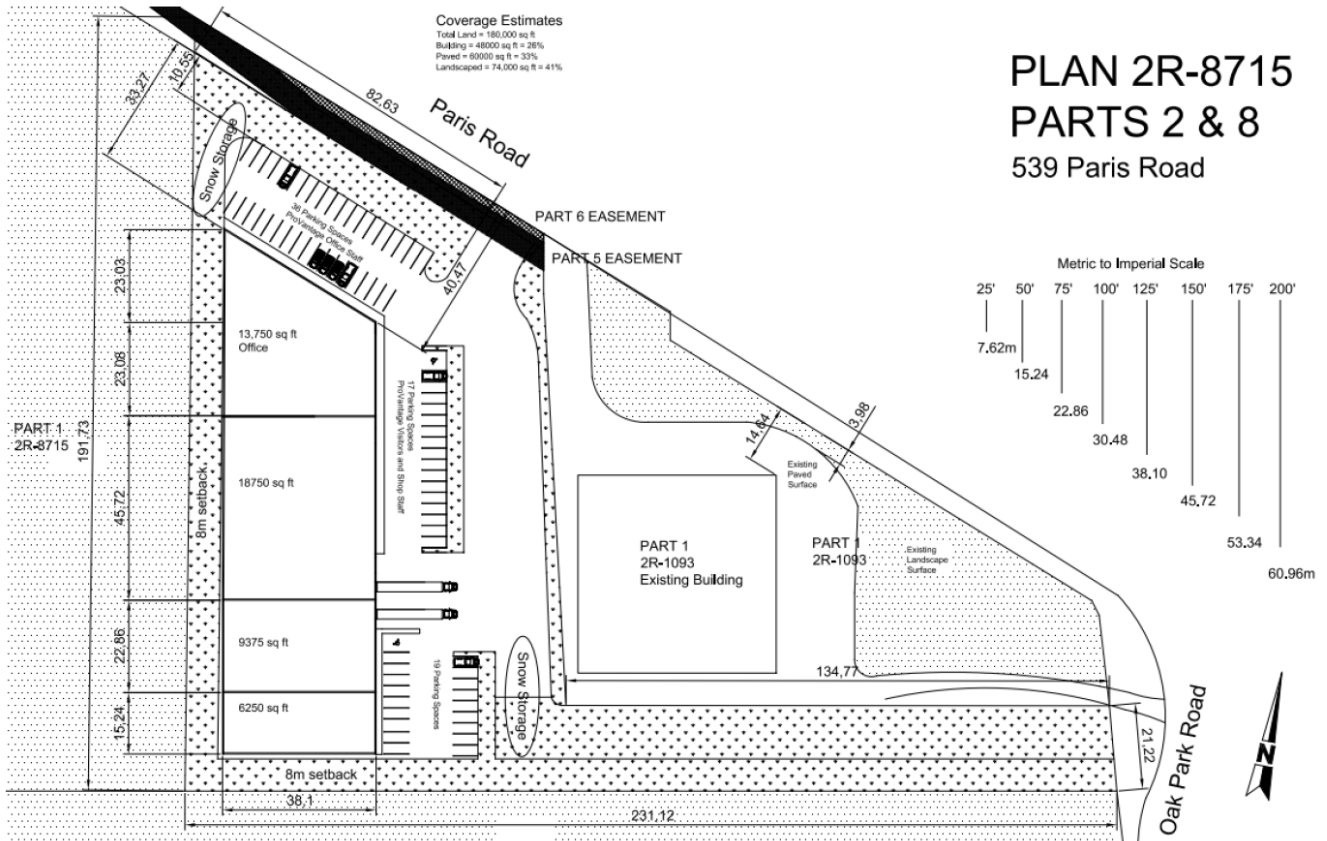 Coverage Estimates
Total Land = 180,000 sq ft
Building = 48000 sq ft = 26%
Paved = 60000 sq ft = 33%
Landscaped = 74,000 sq ft = 41%
PLAN 2R-8715
PARTS 2 & 8
539 Paris Road
33,27
10,55
82,63
Paris Road
Snow Storage
36 Parking Spaces
ProVantage Office Staff
40,47
PART 6 EASEMENT
PART 5 EASEMENT
Metric to Imperial Scale
25'
50'
75'
100'
125'
150'
175'
200'
7.62m
15.24
22.86
30.48
38.10
45.72
53.34
60.96m
23,03
23,08
45,72
22,86
15,24
191,73
PART 1
2R-8715
8m setback
13,750 sq ft
Office
18750 sq ft
9375 sq ft
6250 sq ft
17 Parking Spaces
ProVantage Visitors and Shop Staff
19 Parking Spaces
Snow Storage
14,64
3,98
Existing
Paved
Surface
PART 1
2R-1093
Existing Building
PART 1
2R-1093
Existing
Landscape
Surface
134,77
21,22
Oak Park Road
N
8m setback
38,1
231,12